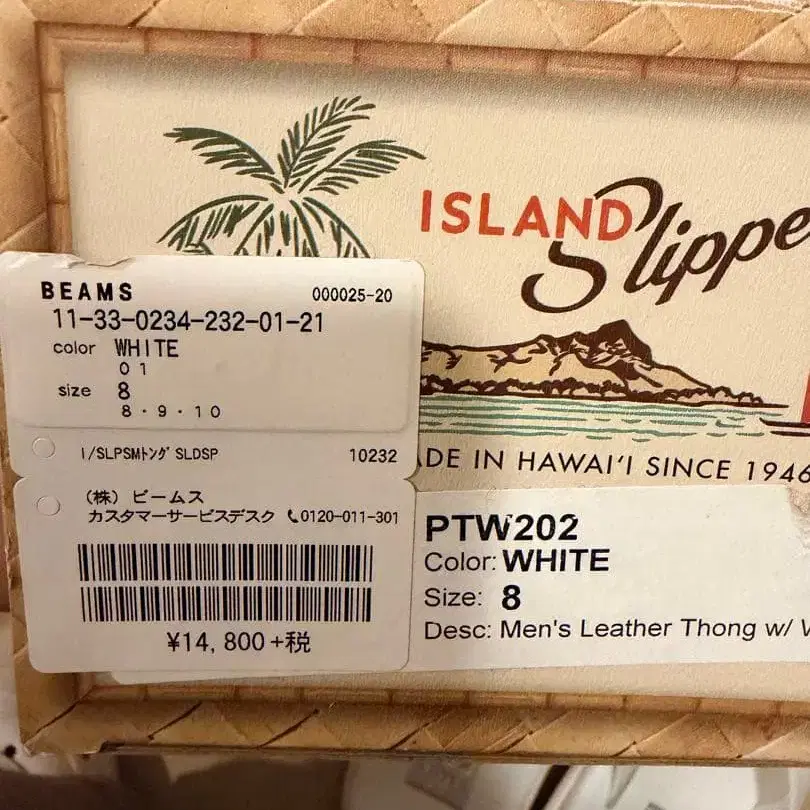 ISLAND Slippe
BEAMS 000025-20
11-33-0234-232-01-21
color WHITE
01
size 8
8・9・10
I/SLPSMﾄﾝｸﾞ SLDSP 10232
(株) ビームス
カスタマーサービスデスク 0120-011-301
¥14,800+税
DE IN HAWAI'I SINCE 1946
PTW202
Color: WHITE
Size: 8
Desc: Men's Leather Thong w/